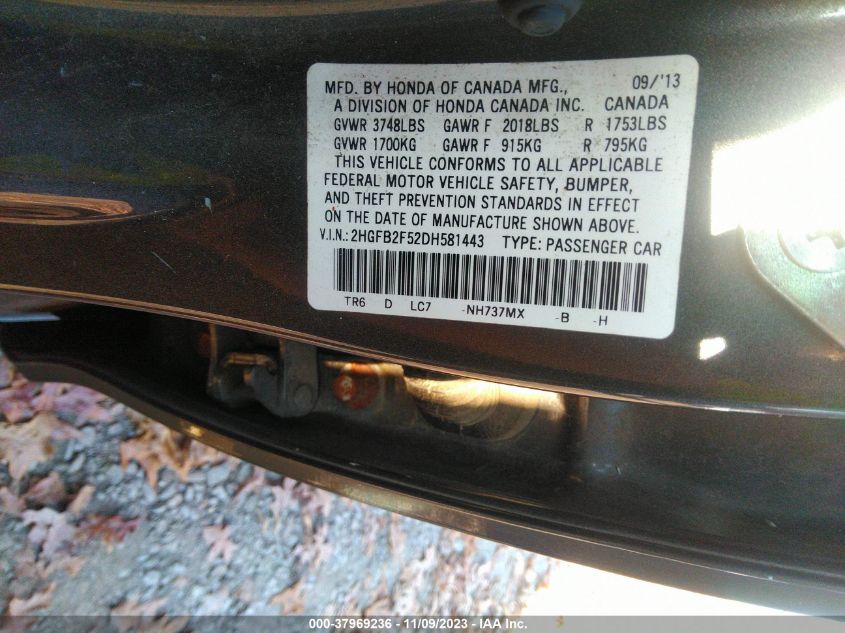 MFD. BY HONDA OF CANADA MFG., 09/'13
A DIVISION OF HONDA CANADA INC. CANADA
GVWR 3748LBS GAWR F 2018LBS R 1753LBS
GVWR 1700KG GAWR F 915KG R 795KG
THIS VEHICLE CONFORMS TO ALL APPLICABLE
FEDERAL MOTOR VEHICLE SAFETY, BUMPER,
AND THEFT PREVENTION STANDARDS IN EFFECT
ON THE DATE OF MANUFACTURE SHOWN ABOVE.
V.I.N.: 2HGFB2F52DH581443 TYPE: PASSENGER CAR
TR6 D LC7 -NH737MX -B -H
000-37969236 - 11/09/2023 - IAA Inc.